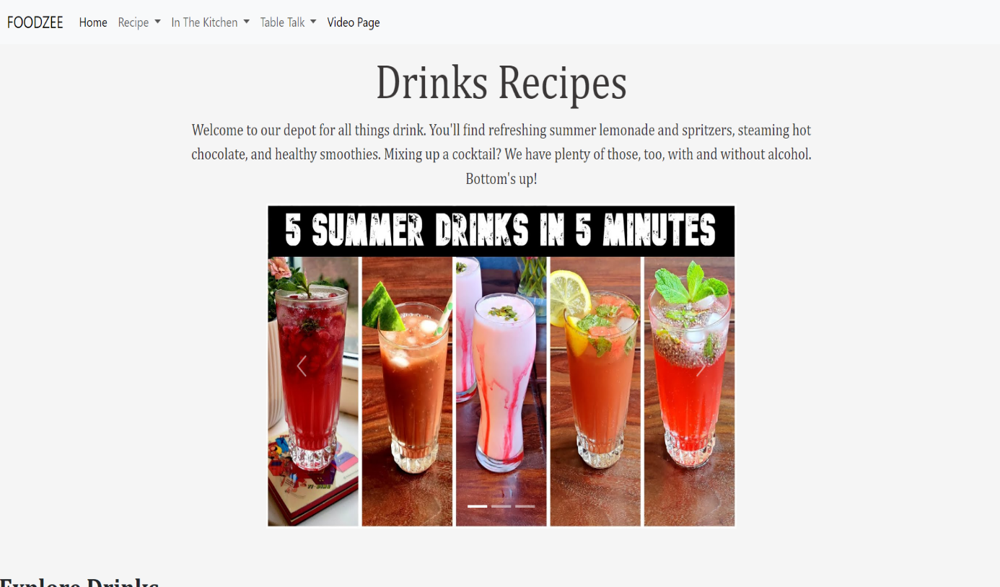 FOODZEE Home Recipe In The Kitchen Table Talk Video Page
Drinks Recipes
Welcome to our depot for all things drink. You'll find refreshing summer lemonade and spritzers, steaming hot
chocolate, and healthy smoothies. Mixing up a cocktail? We have plenty of those, too, with and without alcohol.
Bottom's up!
5 SUMMER DRINKS IN 5 MINUTES
Explore Drinks